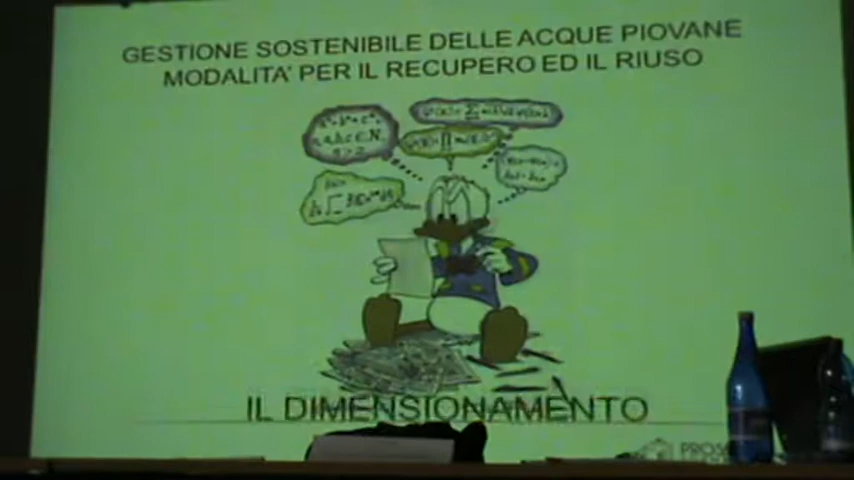 GESTIONE SOSTENIBILE DELLE ACQUE PIOVANE
MODALITA' PER IL RECUPERO ED IL RIUSO
IL DIMENSIONAMENTO